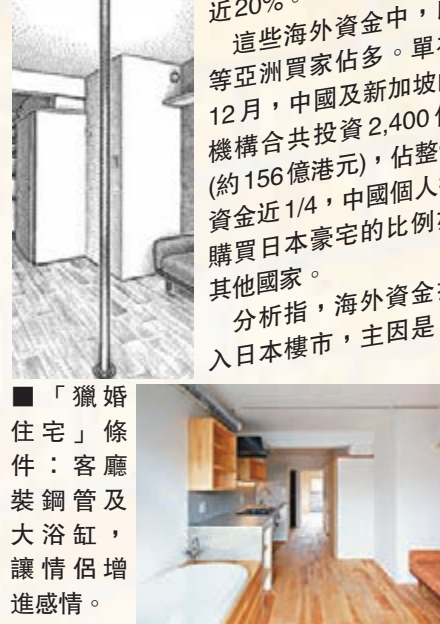 近20%。
這些海外資金中，
等亞洲買家佔多。單
12月，中國及新加坡
機構合共投資2,400
(約156億港元)，佔整
資金近1/4，中國個人
購買日本豪宅的比例
其他國家。
分析指，海外資金
入日本樓市，主因是
■「獵婚
住宅」條
件：客廳
裝鋼管及
大浴缸，
讓情侶增
進感情。